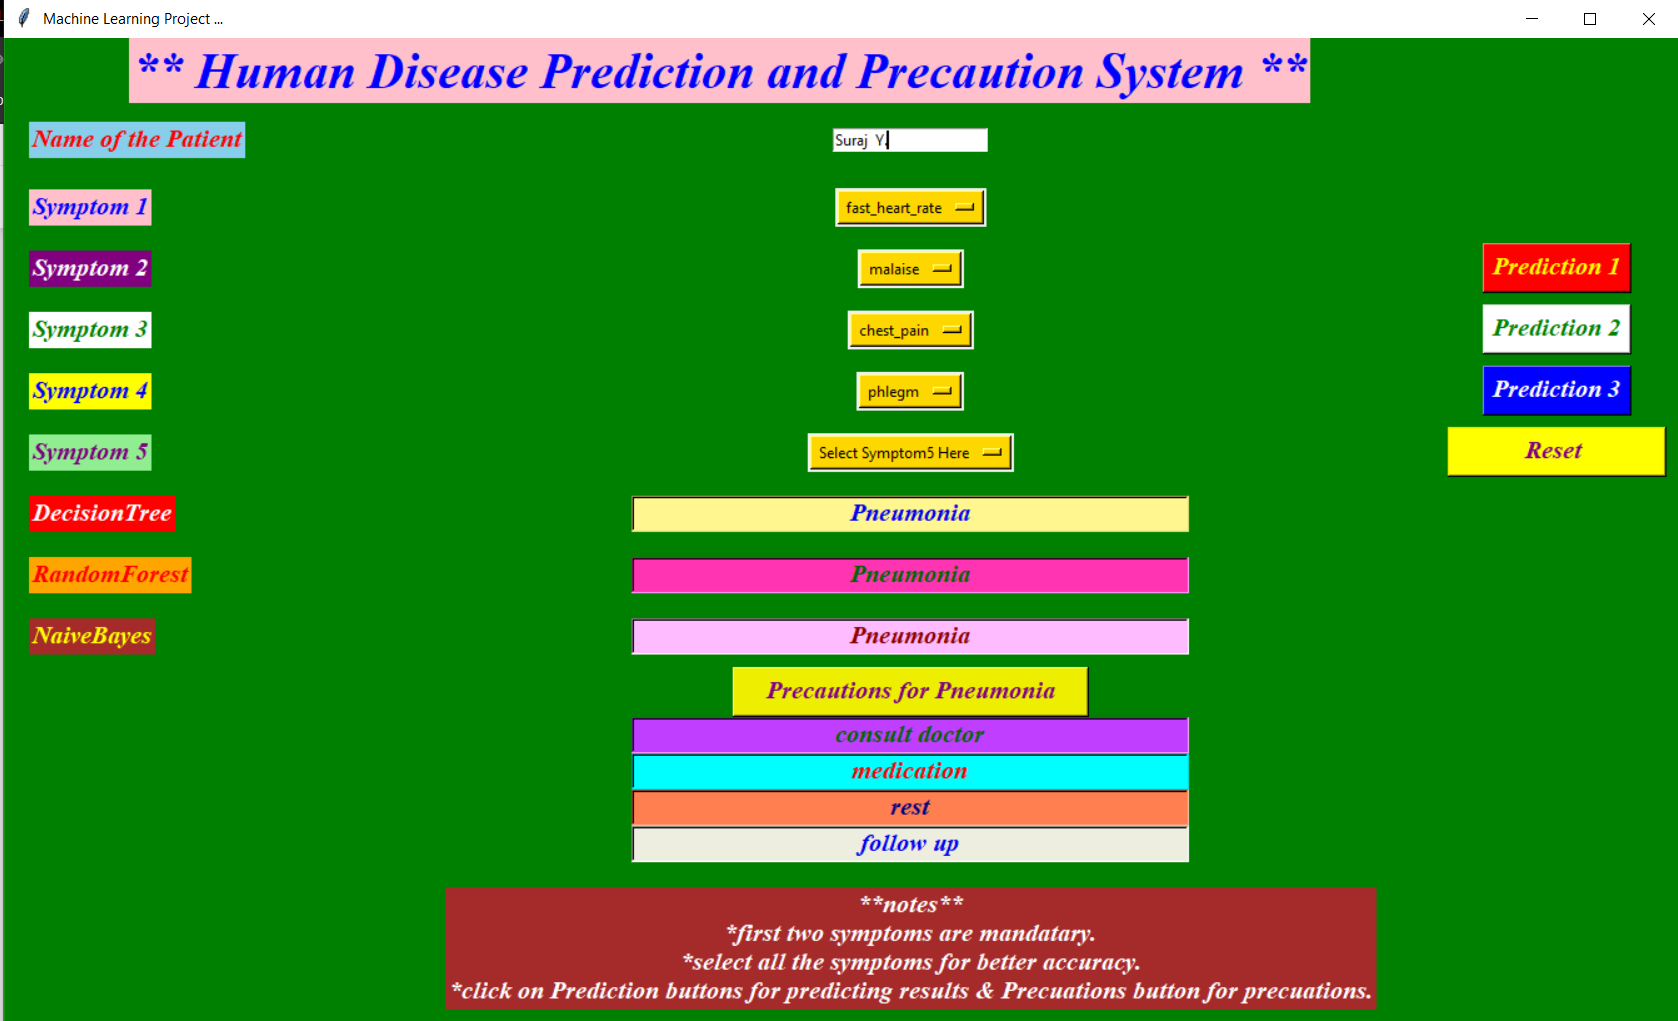 Machine Learning Project ...
** Human Disease Prediction and Precaution System **
Name of the Patient
Suraj Y.
Symptom 1
fast_heart_rate
Symptom 2
malaise
Prediction 1
Symptom 3
chest_pain
Prediction 2
Symptom 4
phlegm
Prediction 3
Symptom 5
Select Symptom5 Here
Reset
DecisionTree
Pneumonia
RandomForest
Pneumonia
NaiveBayes
Pneumonia
Precautions for Pneumonia
consult doctor
medication
rest
follow up
**notes**
*first two symptoms are mandatary.
*select all the symptoms for better accuracy.
*click on Prediction buttons for predicting results & Precuations button for precuations.